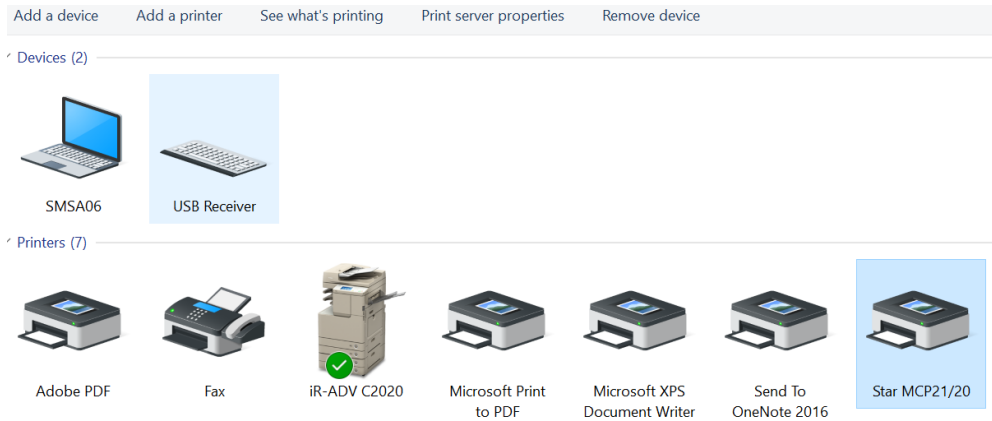 Add a device Add a printer See what's printing Print server properties Remove device
Devices (2)
SMSA06 USB Receiver
Printers (7)
Adobe PDF Fax iR-ADV C2020 Microsoft Print to PDF Microsoft XPS Document Writer Send To OneNote 2016 Star MCP21/20